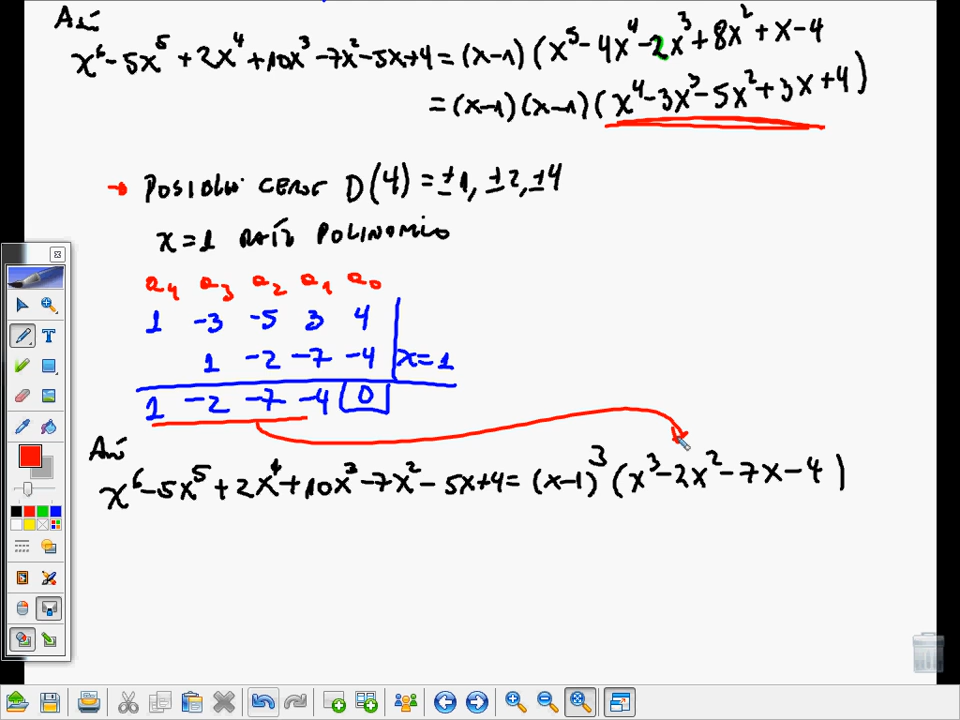 Así
x⁶-5x⁵+2x⁴+10x³-7x²-5x+4=(x-1)(x⁵-4x⁴-2x³+8x²+x-4
=(x-1)(x-1)(x⁴-3x³-5x²+3x+4)
→ POSIBLES CEROS D(4)=±1,±2,±4
x=1 RAÍZ POLINOMIO
a₄ a₃ a₂ a₁ a₀
1 -3 -5 3 4
1 -2 -7 -4 x=1
1 -2 -7 -4 0
Así
x⁶-5x⁵+2x⁴+10x³-7x²-5x+4=(x-1)³(x³-2x²-7x-4)
T